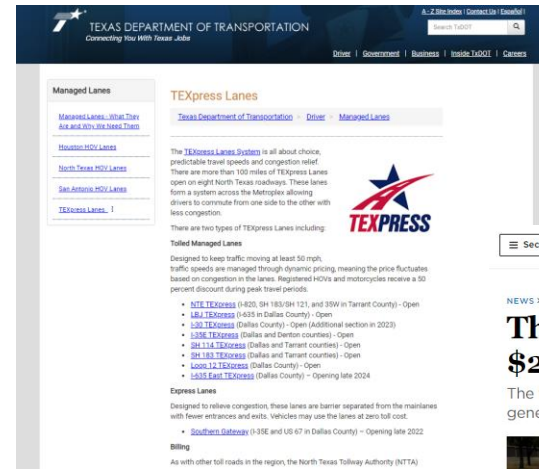 A - Z Site Index | Contact Us | Español |
TEXAS DEPARTMENT OF TRANSPORTATION
Connecting You With Texas Jobs
Search TxDOT
Driver | Government | Business | Inside TxDOT | Careers
Managed Lanes
Managed Lanes - What They
Are and Why We Need Them
Houston HOV Lanes
North Texas HOV Lanes
San Antonio HOV Lanes
TEXpress Lanes
TEXpress Lanes
Texas Department of Transportation > Driver > Managed Lanes
The TEXpress Lanes System is all about choice,
predictable travel speeds and congestion relief.
There are more than 100 miles of TEXpress Lanes
open on eight North Texas roadways. These lanes
form a system across the Metroplex allowing
drivers to commute from one side to the other with
less congestion.
There are two types of TEXpress Lanes including:
TEXPRESS
Tolled Managed Lanes
Designed to keep traffic moving at least 50 mph,
traffic speeds are managed through dynamic pricing, meaning the price fluctuates
based on congestion in the lanes. Registered HOVs and motorcycles receive a 50
percent discount during peak travel periods.
• NTE TEXpress (I-820, SH 183/SH 121, and 35W in Tarrant County) - Open
• LBJ TEXpress (I-635 in Dallas County) - Open
• I-30 TEXpress (Dallas County) - Open (Additional section in 2023)
• I-35E TEXpress (Dallas and Denton counties) - Open
• SH 114 TEXpress (Dallas and Tarrant counties) - Open
• SH 183 TEXpress (Dallas and Tarrant counties) - Open
• Loop 12 TEXpress (Dallas County) - Open
• I-635 East TEXpress (Dallas County) – Opening late 2024
Express Lanes
Designed to relieve congestion, these lanes are barrier separated from the mainlanes
with fewer entrances and exits. Vehicles may use the lanes at zero toll cost.
• Southern Gateway (I-35E and US 67 in Dallas County) – Opening late 2022
Billing
As with other toll roads in the region, the North Texas Tollway Authority (NTTA)
Sec
NEWS
Th
$2
The
gene